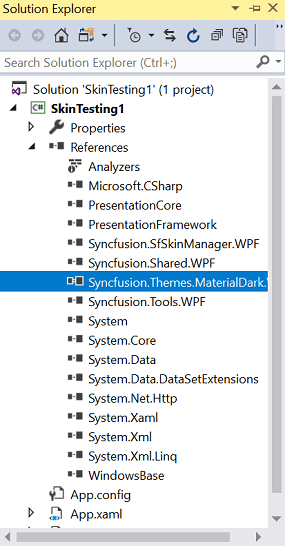 Solution Explorer
Search Solution Explorer (Ctrl+;)
Solution 'SkinTesting1' (1 project)
C# SkinTesting1
Properties
References
Analyzers
Microsoft.CSharp
PresentationCore
PresentationFramework
Syncfusion.SfSkinManager.WPF
Syncfusion.Shared.WPF
Syncfusion.Themes.MaterialDark.
Syncfusion.Tools.WPF
System
System.Core
System.Data
System.Data.DataSetExtensions
System.Net.Http
System.Xaml
System.Xml
System.Xml.Linq
WindowsBase
App.config
App.xaml